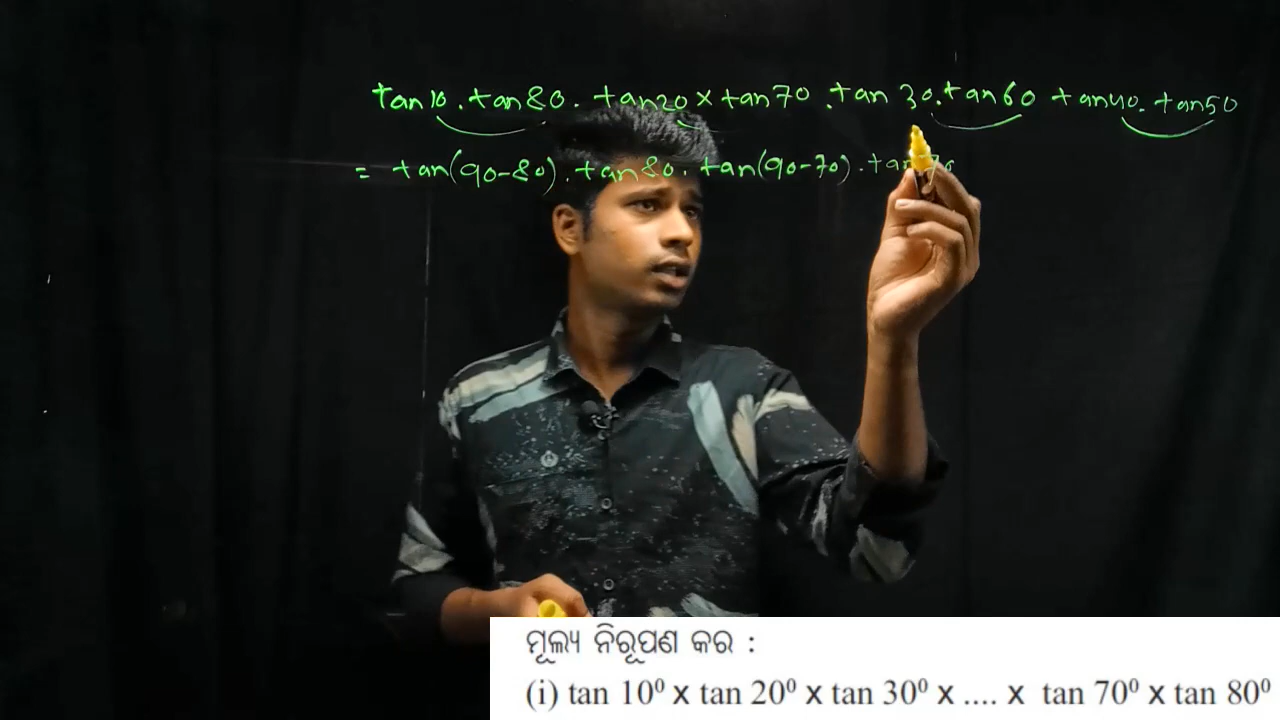 tan10.tan80. tan20 x tan70 .tan 30.tan60 tan40. tan50
= tan(90-80).tan80. tan(90-70).tan70
ମୂଲ୍ୟ ନିରୂପଣ କର :
(i) tan 10⁰ x tan 20⁰ x tan 30⁰ x .... x tan 70⁰ x tan 80⁰